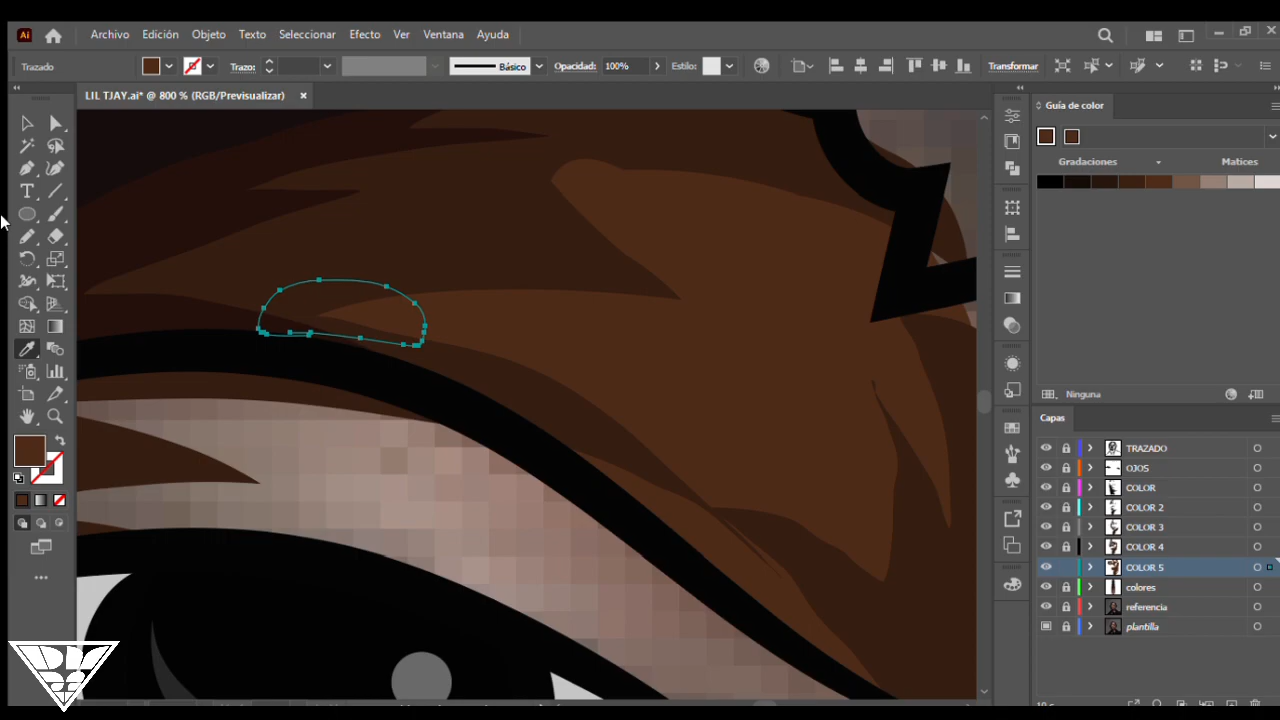 Ai
Archivo Edición Objeto Texto Seleccionar Efecto Ver Ventana Ayuda
Trazado Trazo: Básico Opacidad: 100% Estilo: Transformar
LIL TJAY.ai* @ 800 % (RGB/Previsualizar) ×
Guía de color
Gradaciones Matices
Ninguna
Capas
TRAZADO
OJOS
COLOR
COLOR 2
COLOR 3
COLOR 4
COLOR 5
colores
referencia
plantilla